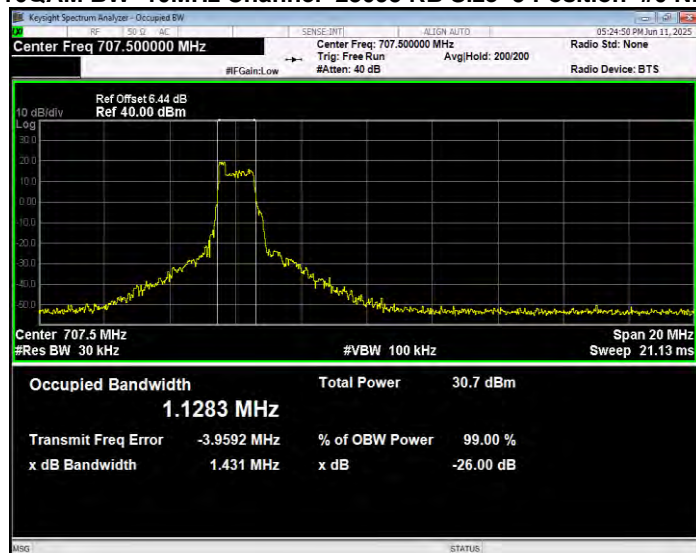 Keysight Spectrum Analyzer - Occupied BW
RF 50 Ω AC SENSE:INT ALIGN AUTO 05:24:50 PM Jun 11, 2025
Center Freq 707.500000 MHz Center Freq: 707.500000 MHz Radio Std: None
Trig: Free Run Avg|Hold: 200/200
#IFGain:Low #Atten: 40 dB Radio Device: BTS
Ref Offset 6.44 dB
10 dB/div Ref 40.00 dBm
Log
30.0
20.0
10.0
0.00
-10.0
-20.0
-30.0
-40.0
-50.0
Center 707.5 MHz Span 20 MHz
#Res BW 30 kHz #VBW 100 kHz Sweep 21.13 ms
Occupied Bandwidth Total Power 30.7 dBm
1.1283 MHz
Transmit Freq Error -3.9592 MHz % of OBW Power 99.00 %
x dB Bandwidth 1.431 MHz x dB -26.00 dB
MSG STATUS